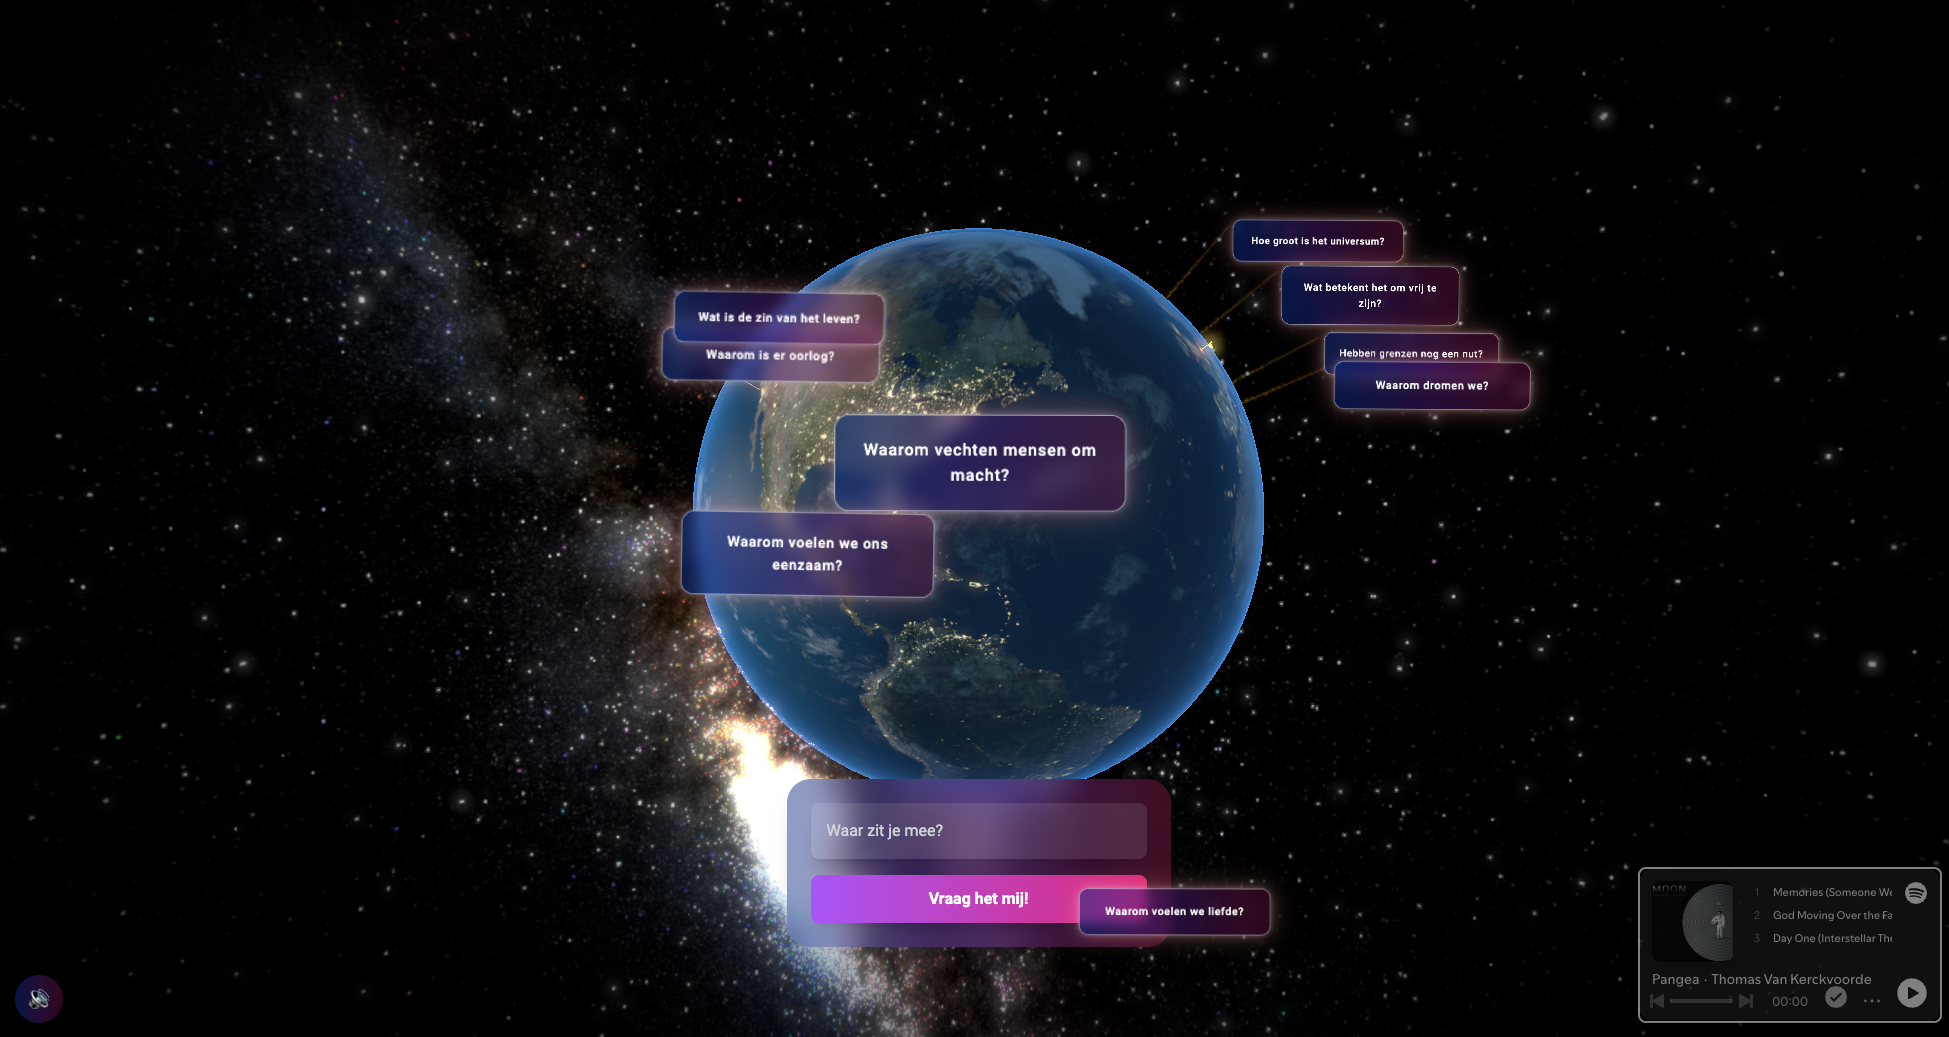 Hoe groot is het universum?
Wat betekent het om vrij te
zijn?
Wat is de zin van het leven?
Waarom is er oorlog?
Hebben grenzen nog een nut?
Waarom dromen we?
Waarom vechten mensen om
macht?
Waarom voelen we ons
eenzaam?
Waar zit je mee?
Vraag het mij!
Waarom voelen we liefde?
MOON
1 Memories (Someone We
2 God Moving Over the Fa
3 Day One (Interstellar The
Pangea · Thomas Van Kerckvoorde
00:00